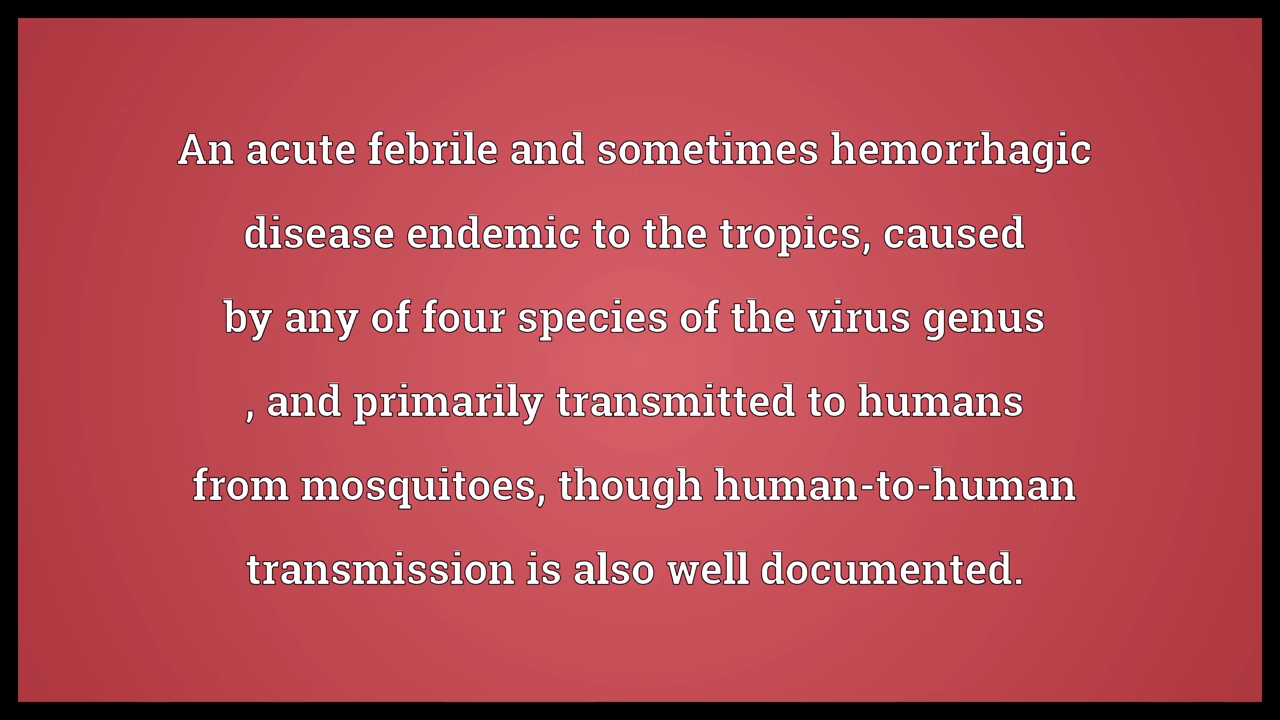 An acute febrile and sometimes hemorrhagic
disease endemic to the tropics, caused
by any of four species of the virus genus
, and primarily transmitted to humans
from mosquitoes, though human-to-human
transmission is also well documented.